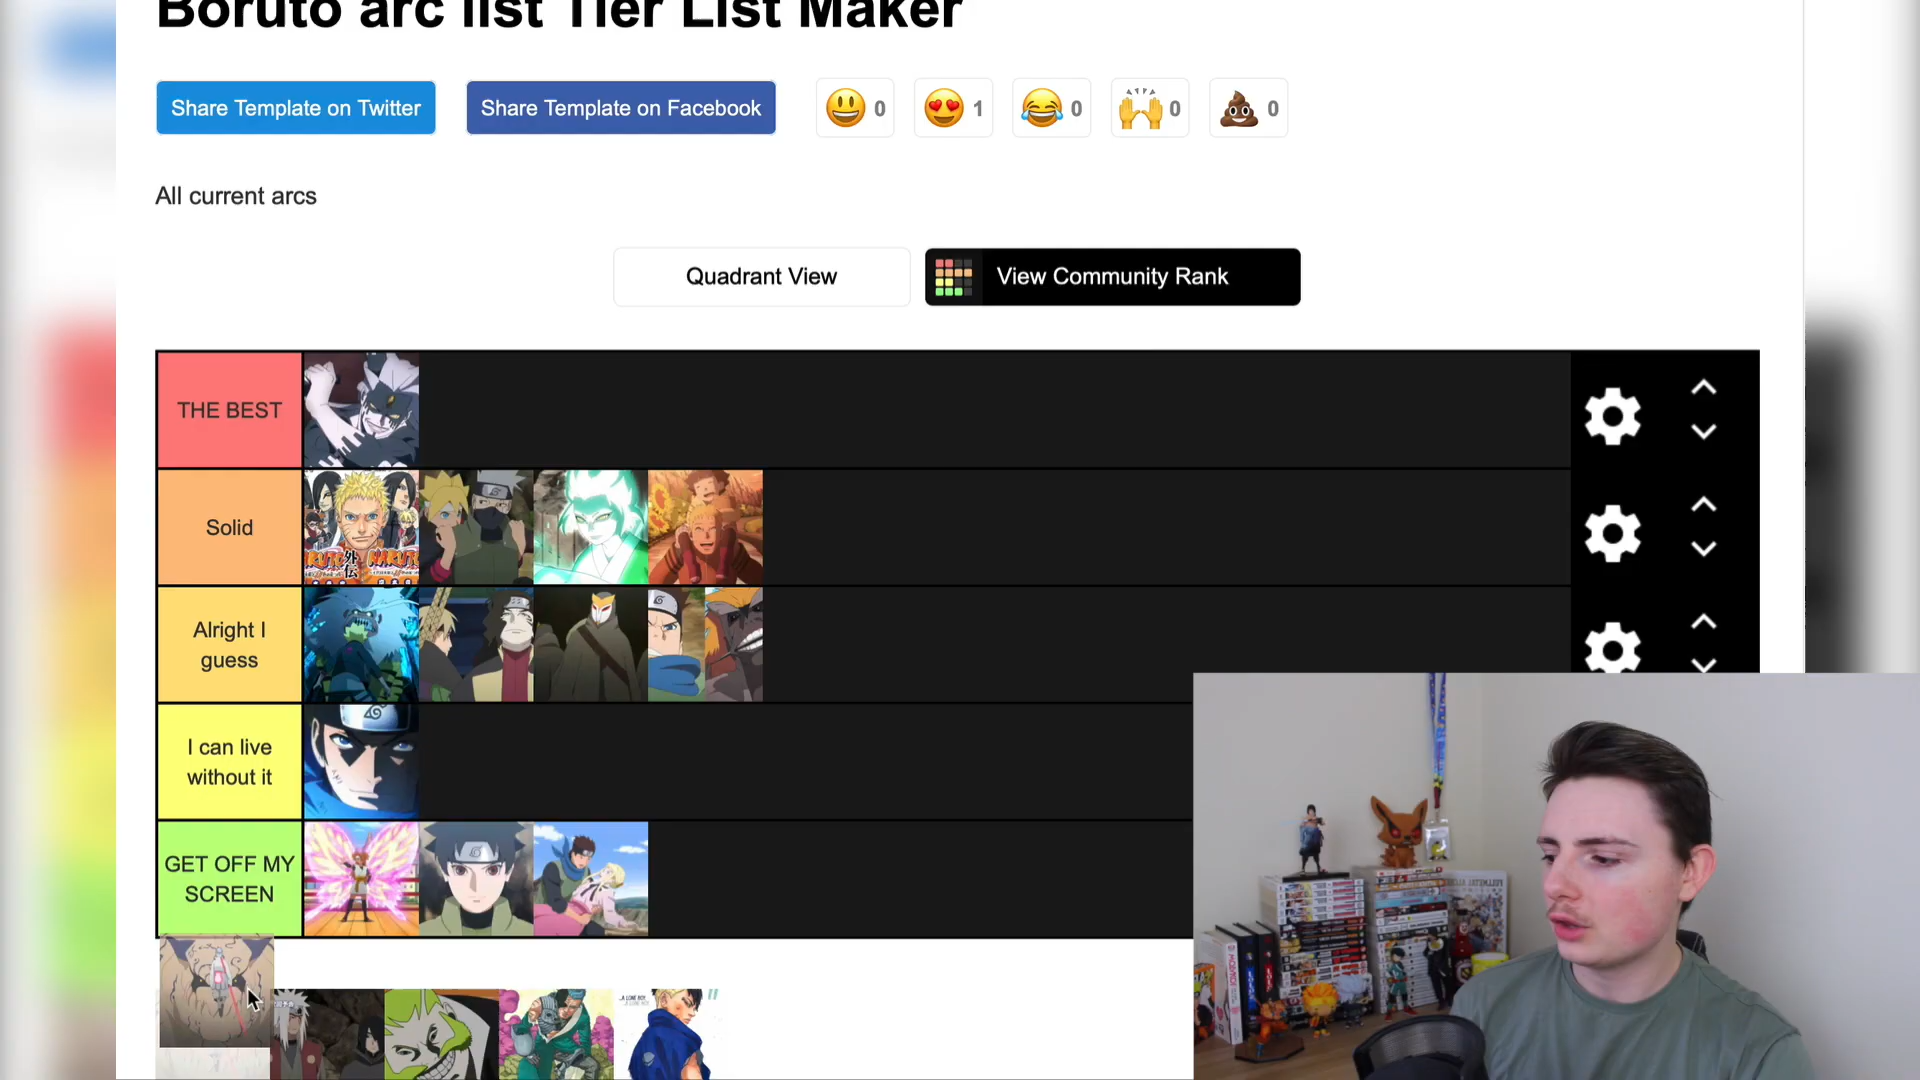 Boruto arc list Tier List Maker
Share Template on Twitter
Share Template on Facebook
0
1
0
0
0
All current arcs
Quadrant View
View Community Rank
THE BEST
Solid
Alright I
guess
I can live
without it
GET OFF MY
SCREEN